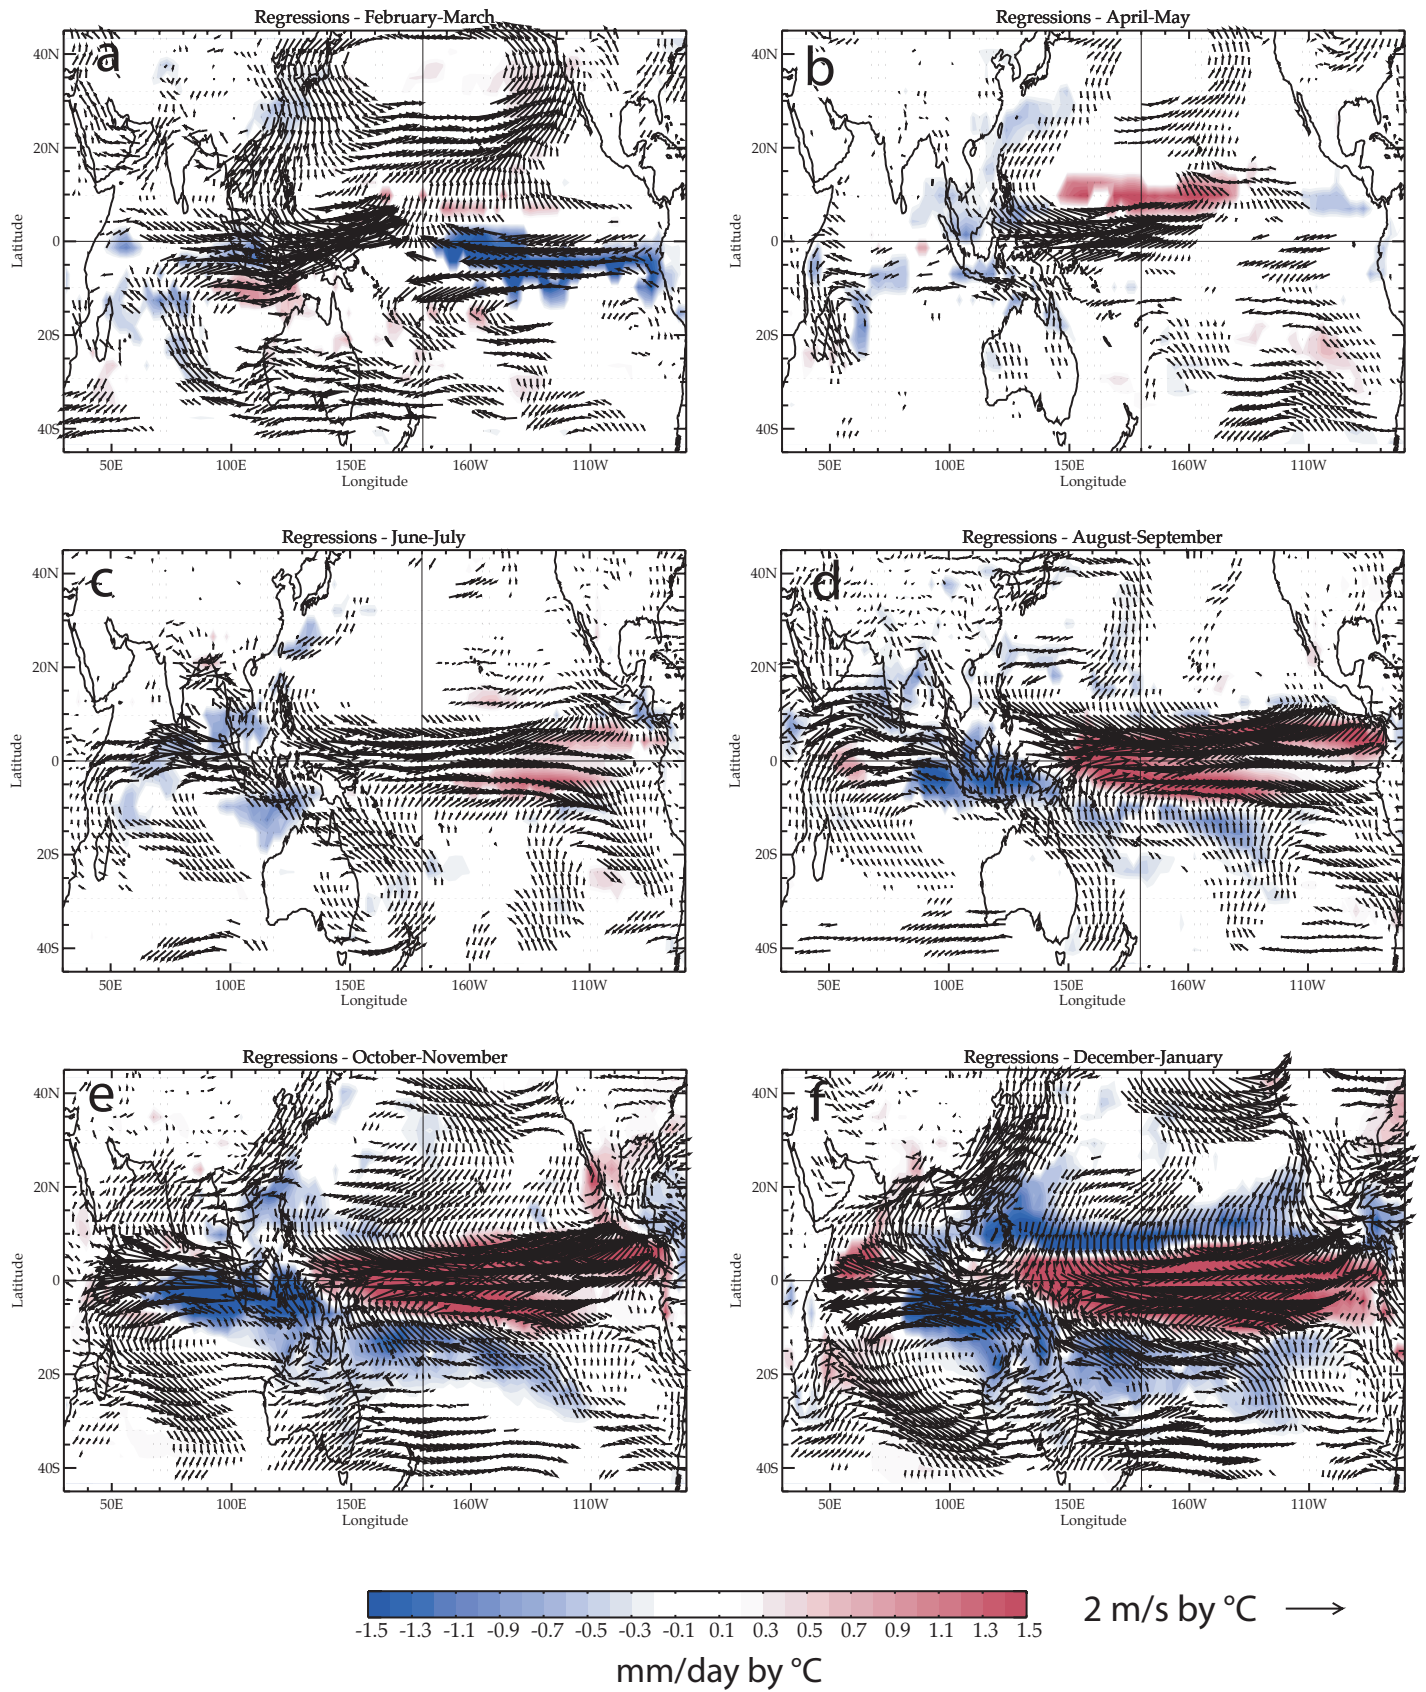 Regressions - February-March
a
40N
20N
0
20S
40S
Latitude
50E 100E 150E 160W 110W
Longitude
Regressions - April-May
b
40N
20N
0
20S
40S
Latitude
50E 100E 150E 160W 110W
Longitude
Regressions - June-July
c
40N
20N
0
20S
40S
Latitude
50E 100E 150E 160W 110W
Longitude
Regressions - August-September
d
40N
20N
0
20S
40S
Latitude
50E 100E 150E 160W 110W
Longitude
Regressions - October-November
e
40N
20N
0
20S
40S
Latitude
50E 100E 150E 160W 110W
Longitude
Regressions - December-January
f
40N
20N
0
20S
40S
Latitude
50E 100E 150E 160W 110W
Longitude
-1.5 -1.3 -1.1 -0.9 -0.7 -0.5 -0.3 -0.1 0.1 0.3 0.5 0.7 0.9 1.1 1.3 1.5
mm/day by °C
2 m/s by °C